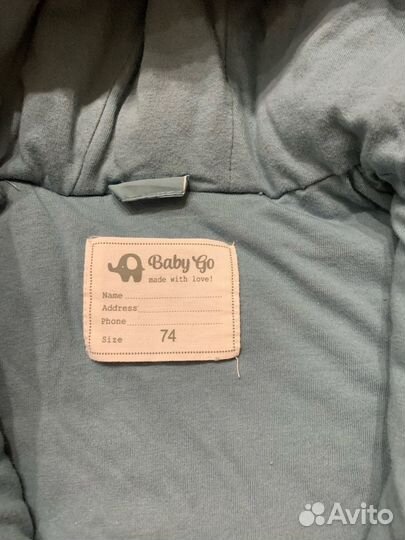 Baby Go
made with love!
Name
Address
Phone
Size 74
Avito